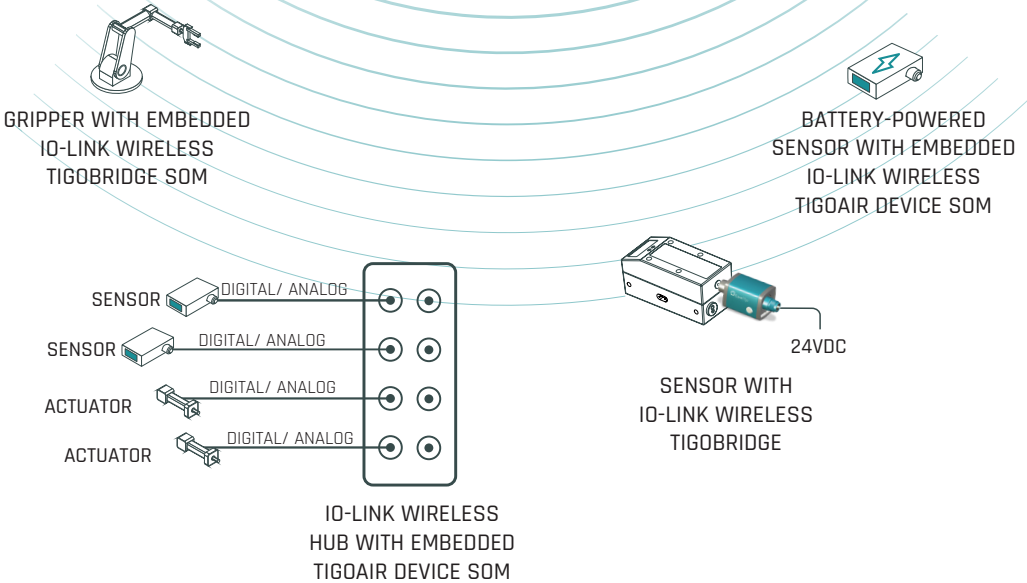 GRIPPER WITH EMBEDDED
IO-LINK WIRELESS
TIGOBRIDGE SOM
BATTERY-POWERED
SENSOR WITH EMBEDDED
IO-LINK WIRELESS
TIGOAIR DEVICE SOM
SENSOR
DIGITAL/ ANALOG
SENSOR
DIGITAL/ ANALOG
ACTUATOR
DIGITAL/ ANALOG
ACTUATOR
DIGITAL/ ANALOG
IO-LINK WIRELESS
HUB WITH EMBEDDED
TIGOAIR DEVICE SOM
24VDC
SENSOR WITH
IO-LINK WIRELESS
TIGOBRIDGE